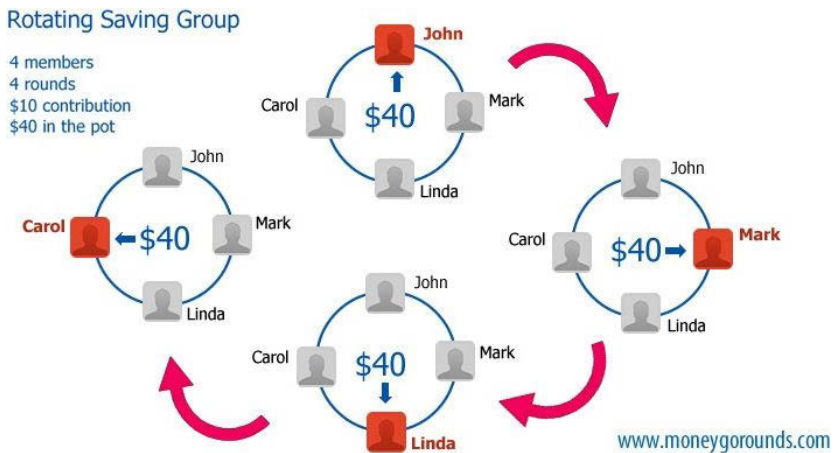 Rotating Saving Group
4 members
4 rounds
$10 contribution
$40 in the pot
John
Carol
Mark
$40
Linda
John
Carol
Mark
$40
Linda
John
Carol
Mark
$40
Linda
John
Carol
Mark
$40
Linda
www.moneygorounds.com